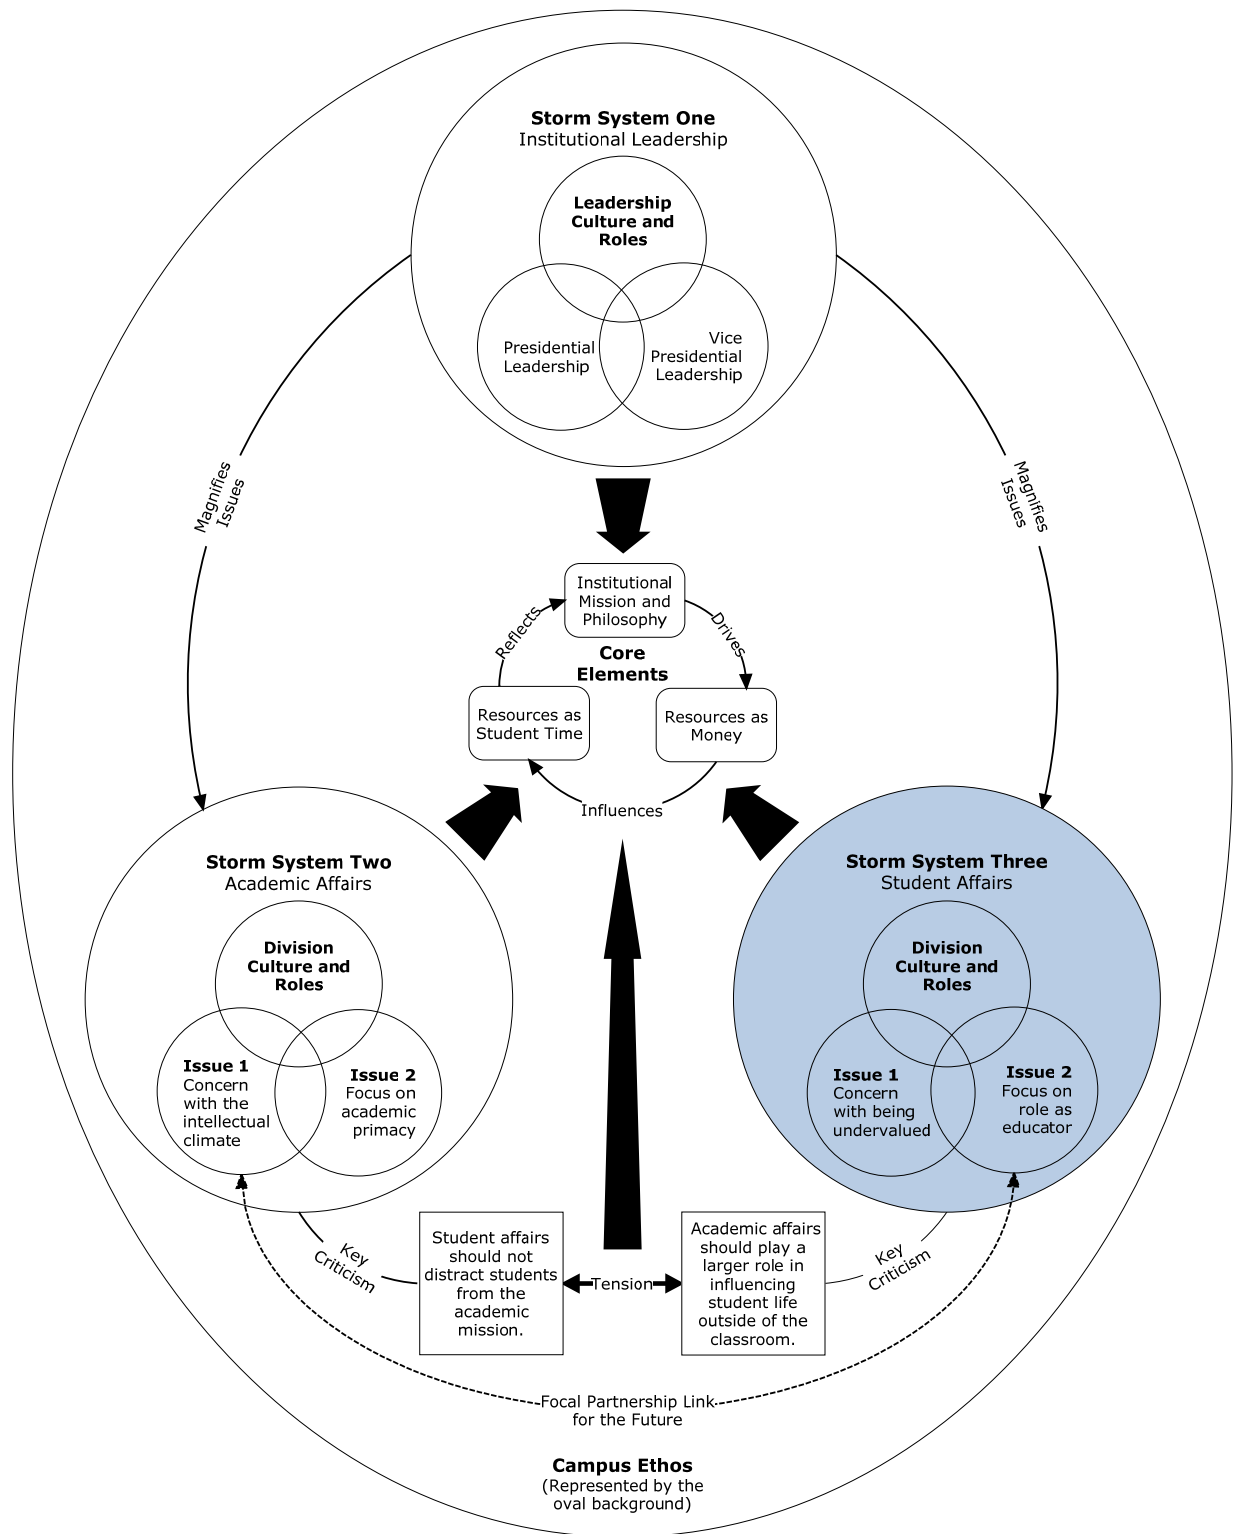 Storm System One
Institutional Leadership
Leadership
Culture and
Roles
Presidential
Leadership
Vice
Presidential
Leadership
Magnifies
Issues
Magnifies
Issues
Institutional
Mission and
Philosophy
Reflects
Drives
Core
Elements
Resources as
Student Time
Resources as
Money
Influences
Storm System Two
Academic Affairs
Division
Culture and
Roles
Issue 1
Concern
with the
intellectual
climate
Issue 2
Focus on
academic
primacy
Storm System Three
Student Affairs
Division
Culture and
Roles
Issue 1
Concern
with being
undervalued
Issue 2
Focus on
role as
educator
Key
Criticism
Student affairs
should not
distract students
from the
academic
mission.
Tension
Academic affairs
should play a
larger role in
influencing
student life
outside of the
classroom.
Key
Criticism
Focal Partnership Link
for the Future
Campus Ethos
(Represented by the
oval background)